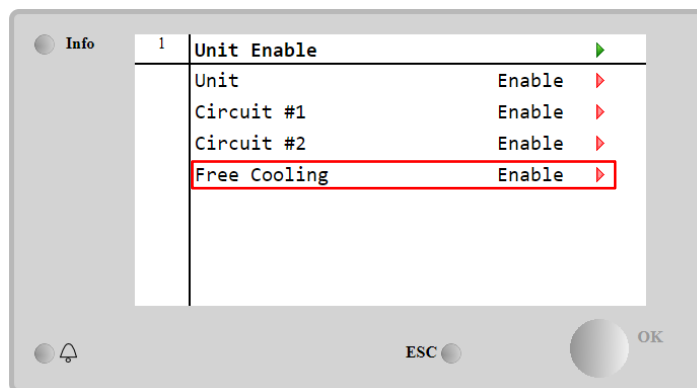 Info
1 Unit Enable
Unit Enable
Circuit #1 Enable
Circuit #2 Enable
Free Cooling Enable
OK
ESC